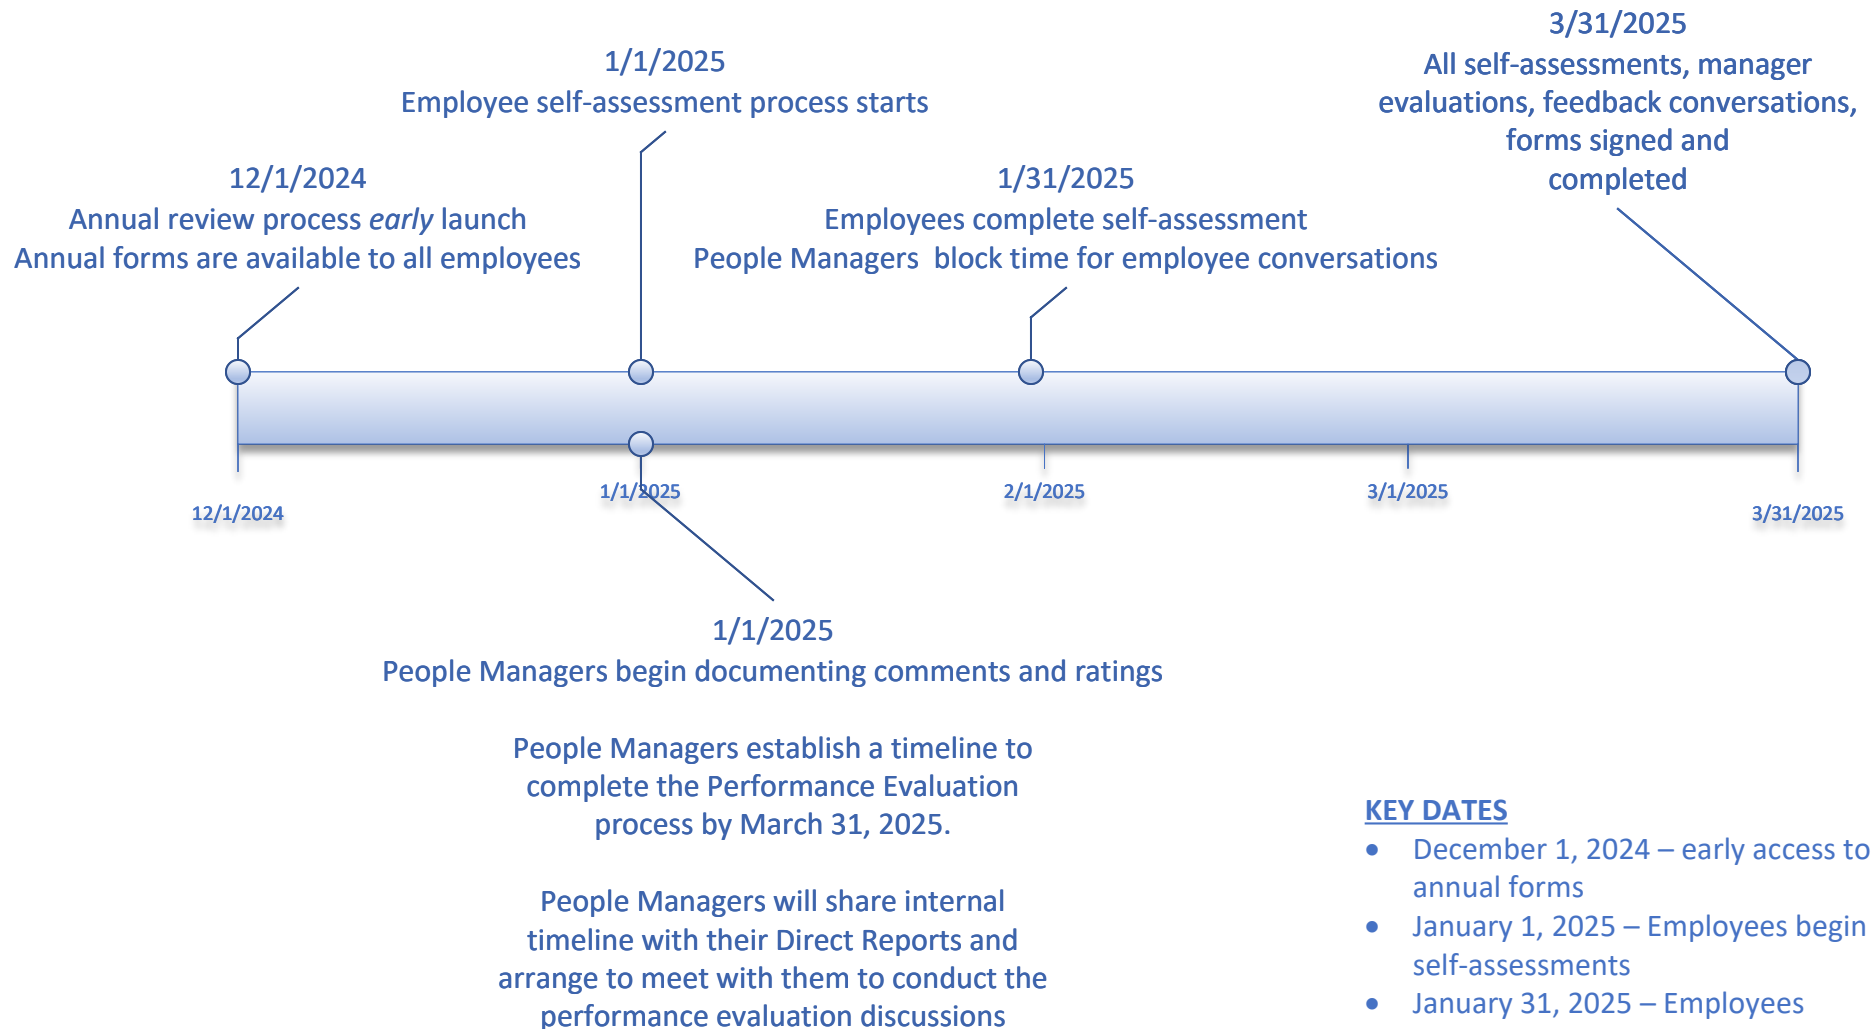 3/31/2025
All self-assessments, manager
evaluations, feedback conversations,
forms signed and
completed
1/1/2025
Employee self-assessment process starts
12/1/2024
Annual review process early launch
Annual forms are available to all employees
1/31/2025
Employees complete self-assessment
People Managers  block time for employee conversations
12/1/2024
1/1/2025
2/1/2025
3/1/2025
3/31/2025
1/1/2025
People Managers begin documenting comments and ratings
People Managers establish a timeline to
complete the Performance Evaluation
process by March 31, 2025.
People Managers will share internal
timeline with their Direct Reports and
arrange to meet with them to conduct the
performance evaluation discussions
KEY DATES
• December 1, 2024 – early access to
annual forms
• January 1, 2025 – Employees begin
self-assessments
• January 31, 2025 – Employees